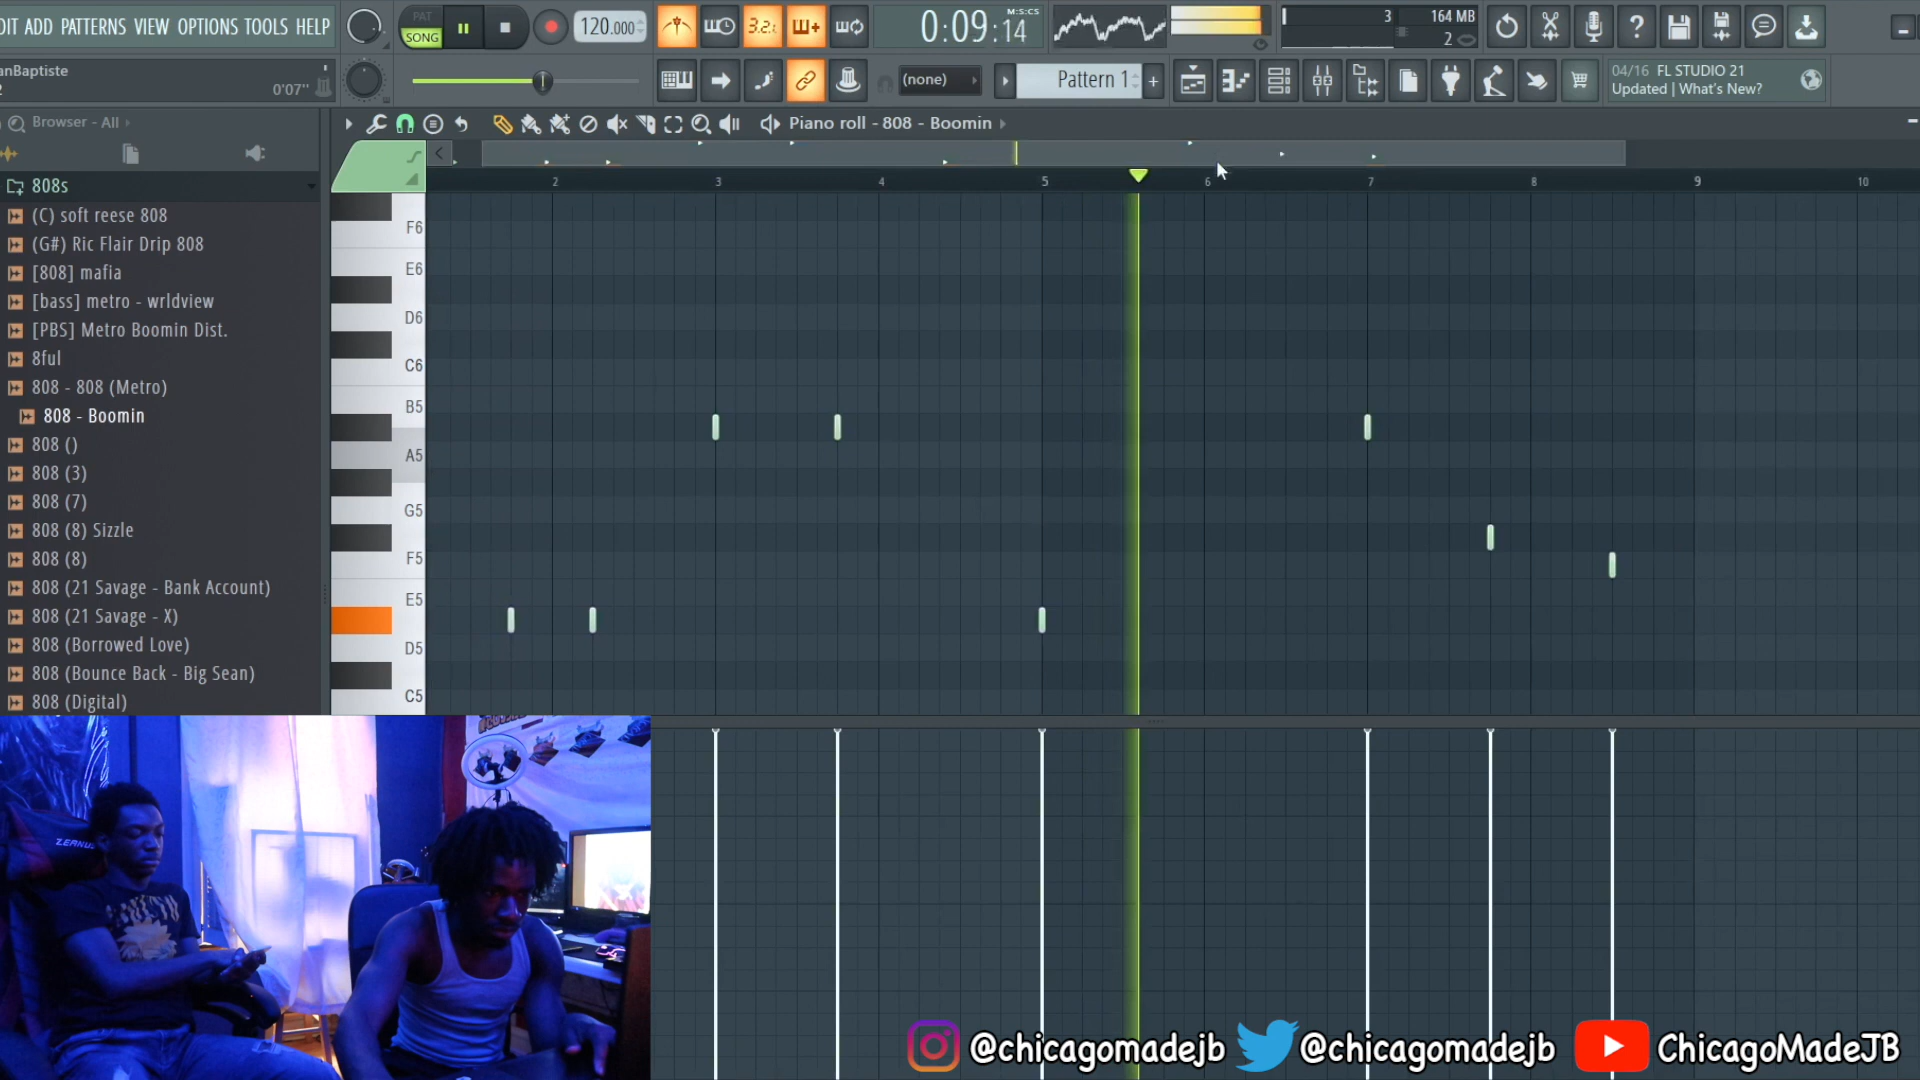 DIT ADD PATTERNS VIEW OPTIONS TOOLS HELP
PAT
SONG
120.000
3.2.
0:09:14
M:S:CS
3
164 MB
2
anBaptiste
2
0'07"
(none)
Pattern 1
04/16 FL STUDIO 21
Updated | What's New?
Browser - All
Piano roll - 808 - Boomin
2 3 4 5 6 7 8 9 10
808s
(C) soft reese 808
(G#) Ric Flair Drip 808
[808] mafia
[bass] metro - wrldview
[PBS] Metro Boomin Dist.
8ful
808 - 808 (Metro)
808 - Boomin
808 ()
808 (3)
808 (7)
808 (8) Sizzle
808 (8)
808 (21 Savage - Bank Account)
808 (21 Savage - X)
808 (Borrowed Love)
808 (Bounce Back - Big Sean)
808 (Digital)
F6
E6
D6
C6
B5
A5
G5
F5
E5
D5
C5
@chicagomadejb
@chicagomadejb
ChicagoMadeJB